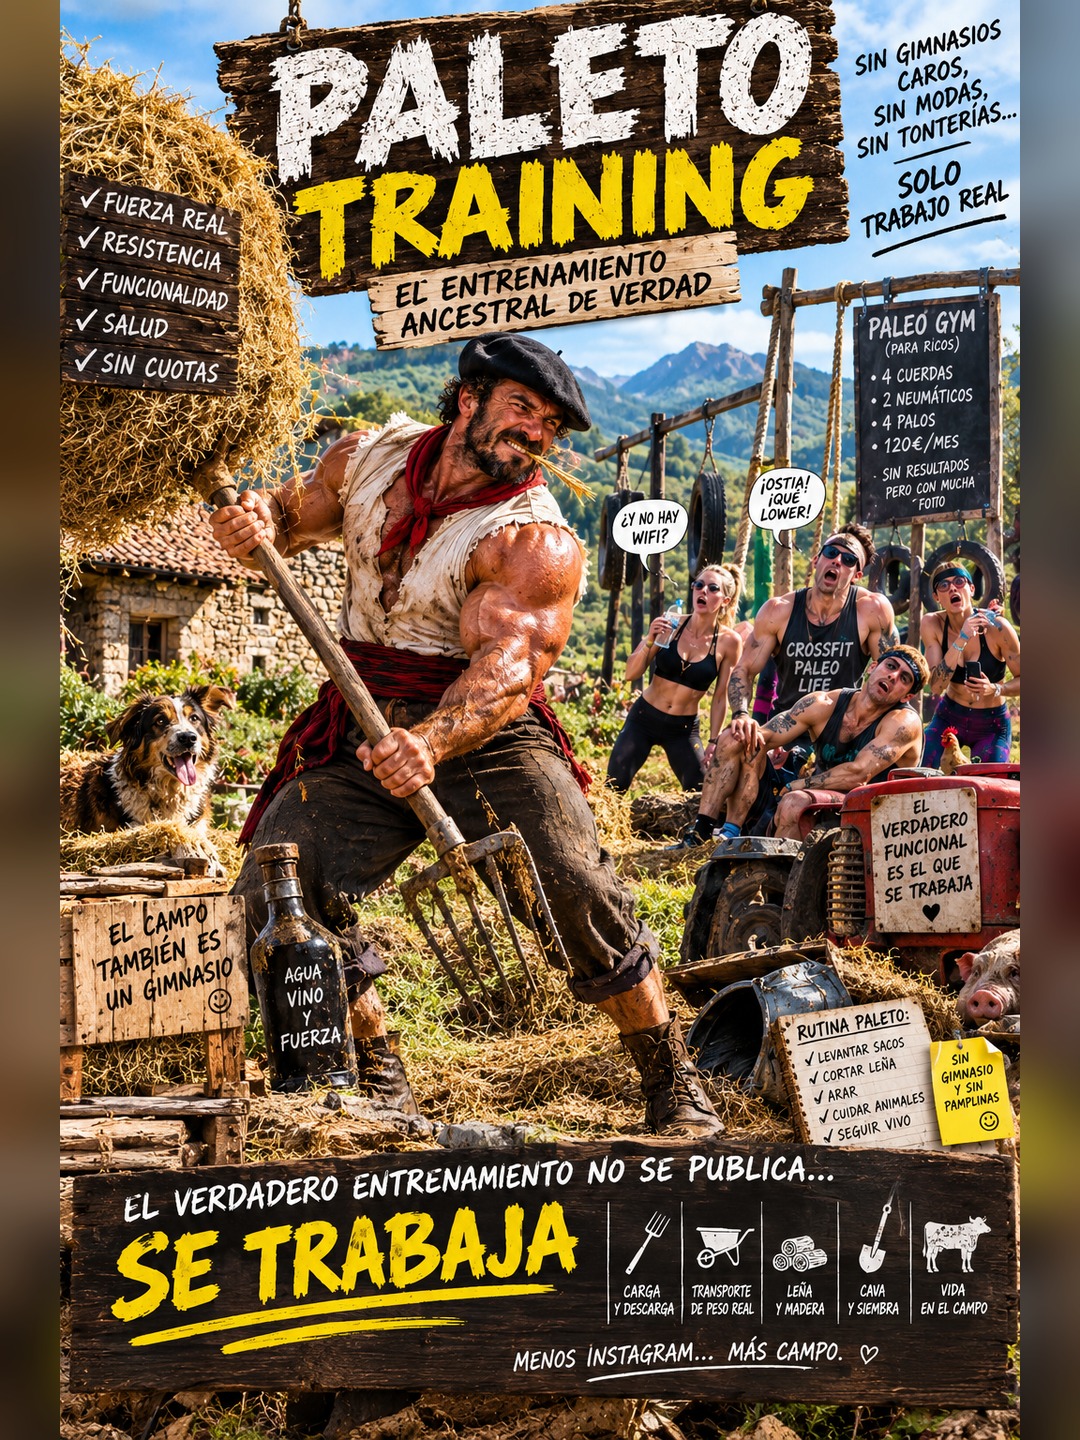 PALETO
TRAINING
EL ENTRENAMIENTO
ANCESTRAL DE VERDAD
SIN GIMNASIOS
CAROS,
SIN MODAS,
SIN TONTERÍAS...
SOLO
TRABAJO REAL
✓ FUERZA REAL
✓ RESISTENCIA
✓ FUNCIONALIDAD
✓ SALUD
✓ SIN CUOTAS
PALEO GYM
(PARA RICOS)
• 4 CUERDAS
• 2 NEUMÁTICOS
• 4 PALOS
• 120€/MES
SIN RESULTADOS
PERO CON MUCHA
FOTO
¿Y NO HAY
WIFI?
¡OSTIA!
¡QUÉ
LOWER!
CROSSFIT
PALEO
LIFE
EL
VERDADERO
FUNCIONAL
ES EL QUE
SE TRABAJA
EL CAMPO
TAMBIÉN ES
UN GIMNASIO
AGUA
VINO
Y
FUERZA
RUTINA PALETO:
✓ LEVANTAR SACOS
✓ CORTAR LEÑA
✓ ARAR
✓ CUIDAR ANIMALES
✓ SEGUIR VIVO
SIN
GIMNASIO
Y SIN
PAMPLINAS
EL VERDADERO ENTRENAMIENTO NO SE PUBLICA...
SE TRABAJA
CARGA
Y DESCARGA
TRANSPORTE
DE PESO REAL
LEÑA
Y MADERA
CAVA
Y SIEMBRA
VIDA
EN EL CAMPO
MENOS INSTAGRAM... MÁS CAMPO.